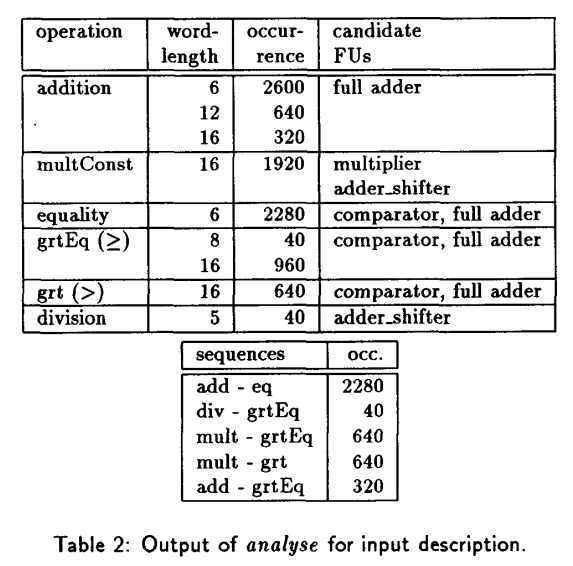 operation word- occur- candidate
length rence FUs
addition 6 2600 full adder
12 640
16 320
multConst 16 1920 multiplier
adder_shifter
equality 6 2280 comparator, full adder
grtEq (≥) 8 40 comparator, full adder
16 960
grt (>) 16 640 comparator, full adder
division 5 40 adder_shifter
sequences occ.
add - eq 2280
div - grtEq 40
mult - grtEq 640
mult - grt 640
add - grtEq 320
Table 2: Output of analyse for input description.